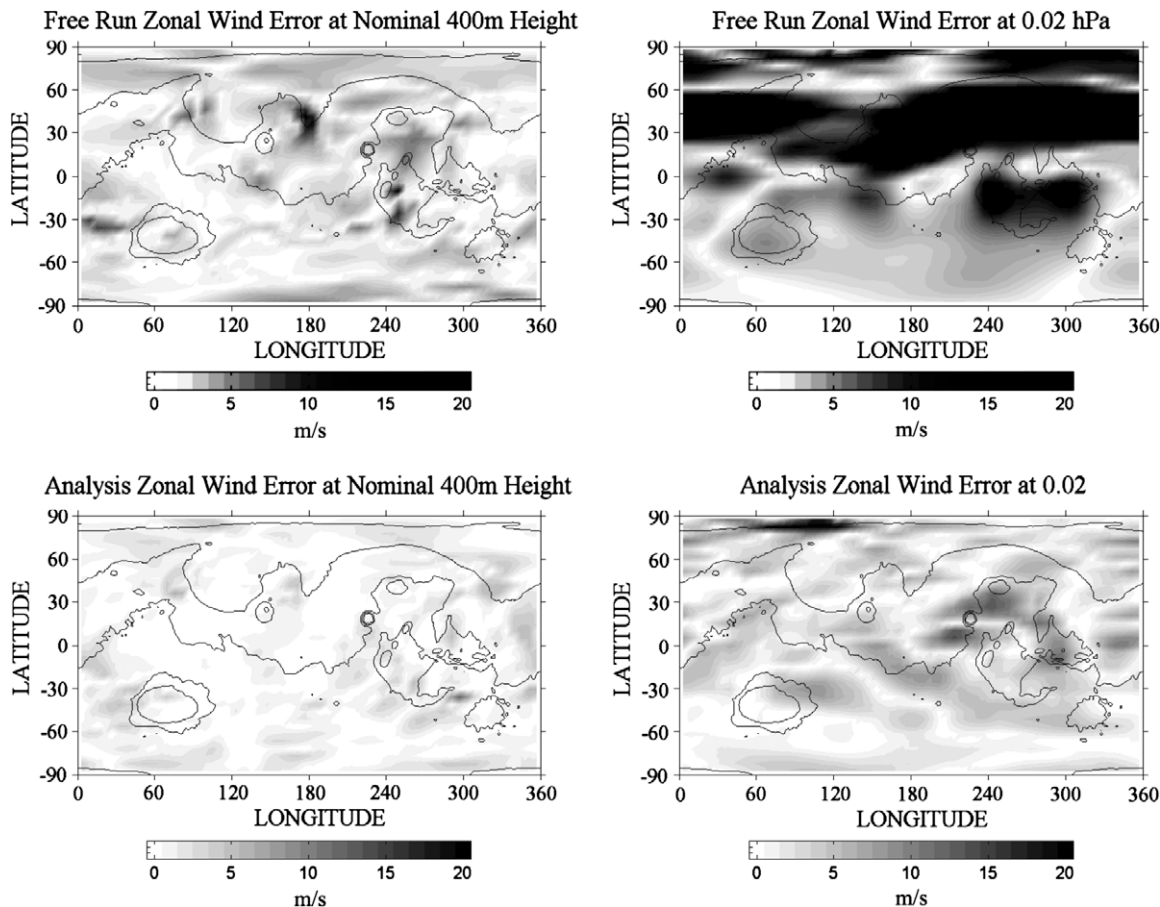 Free Run Zonal Wind Error at Nominal 400m Height
90
60
30
0
-30
-60
-90
LATITUDE
0 60 120 180 240 300 360
LONGITUDE
0 5 10 15 20
m/s
Free Run Zonal Wind Error at 0.02 hPa
90
60
30
0
-30
-60
-90
LATITUDE
0 60 120 180 240 300 360
LONGITUDE
0 5 10 15 20
m/s
Analysis Zonal Wind Error at Nominal 400m Height
90
60
30
0
-30
-60
-90
LATITUDE
0 60 120 180 240 300 360
LONGITUDE
0 5 10 15 20
m/s
Analysis Zonal Wind Error at 0.02
90
60
30
0
-30
-60
-90
LATITUDE
0 60 120 180 240 300 360
LONGITUDE
0 5 10 15 20
m/s